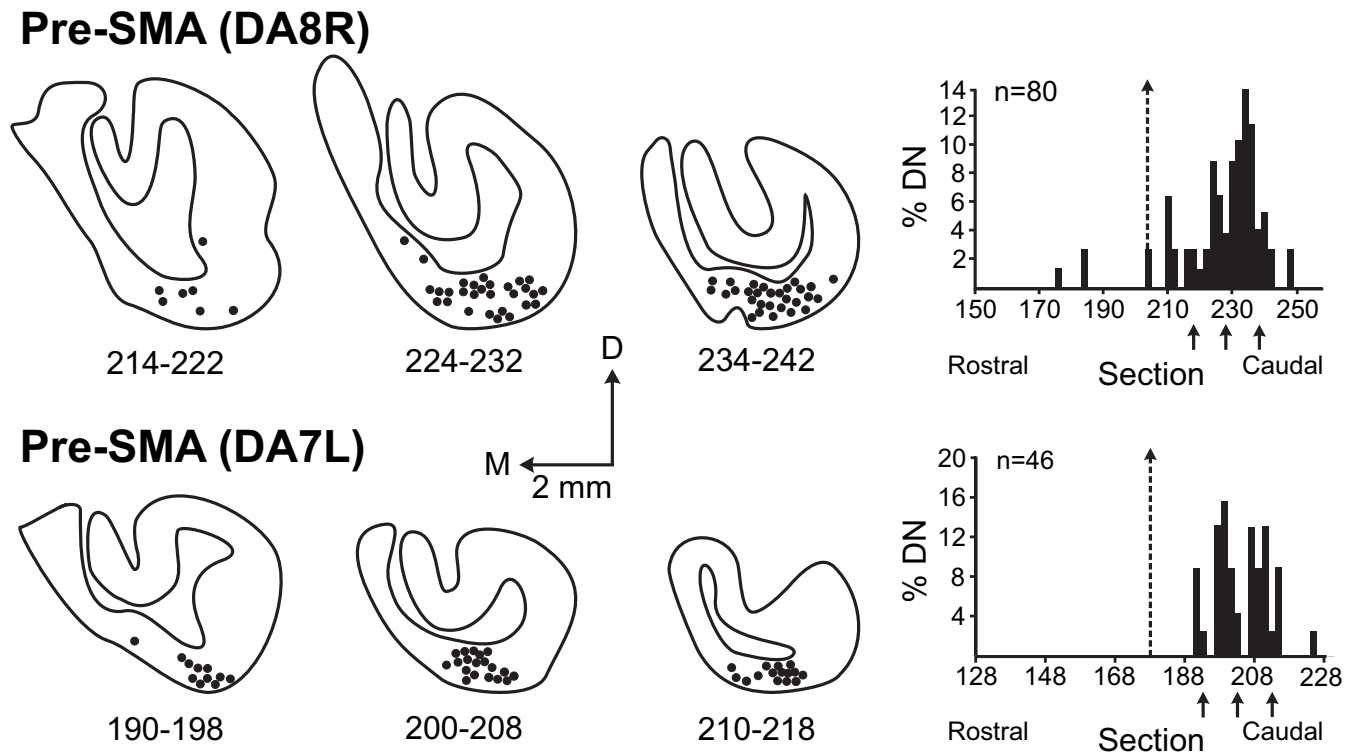 Pre-SMA (DA8R)
214-222
224-232
234-242
14
12
10
8
6
4
2
% DN
n=80
150 170 190 210 230 250
Rostral
Section
Caudal
D
M
2 mm
Pre-SMA (DA7L)
190-198
200-208
210-218
20
16
12
8
4
% DN
n=46
128 148 168 188 208 228
Rostral
Section
Caudal